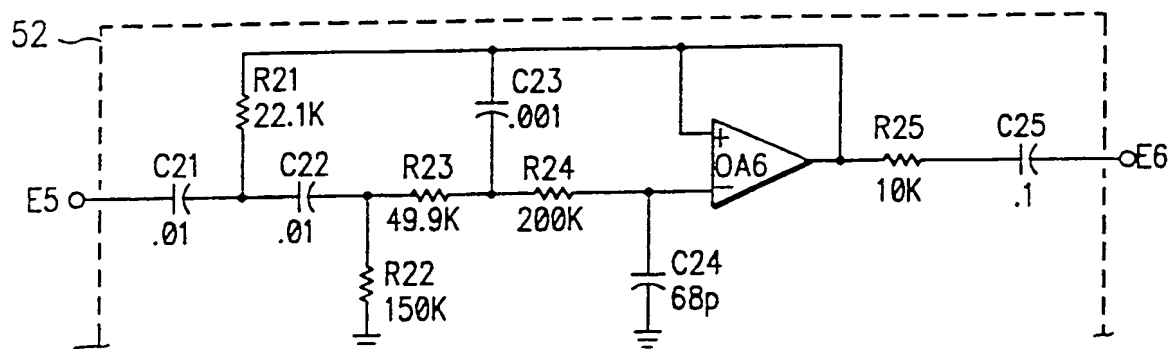 52
R21
22.1K
C23
.001
C21
.01
C22
.01
R23
49.9K
R24
200K
+
OA6
−
R25
10K
C25
.1
E5
E6
R22
150K
C24
68p